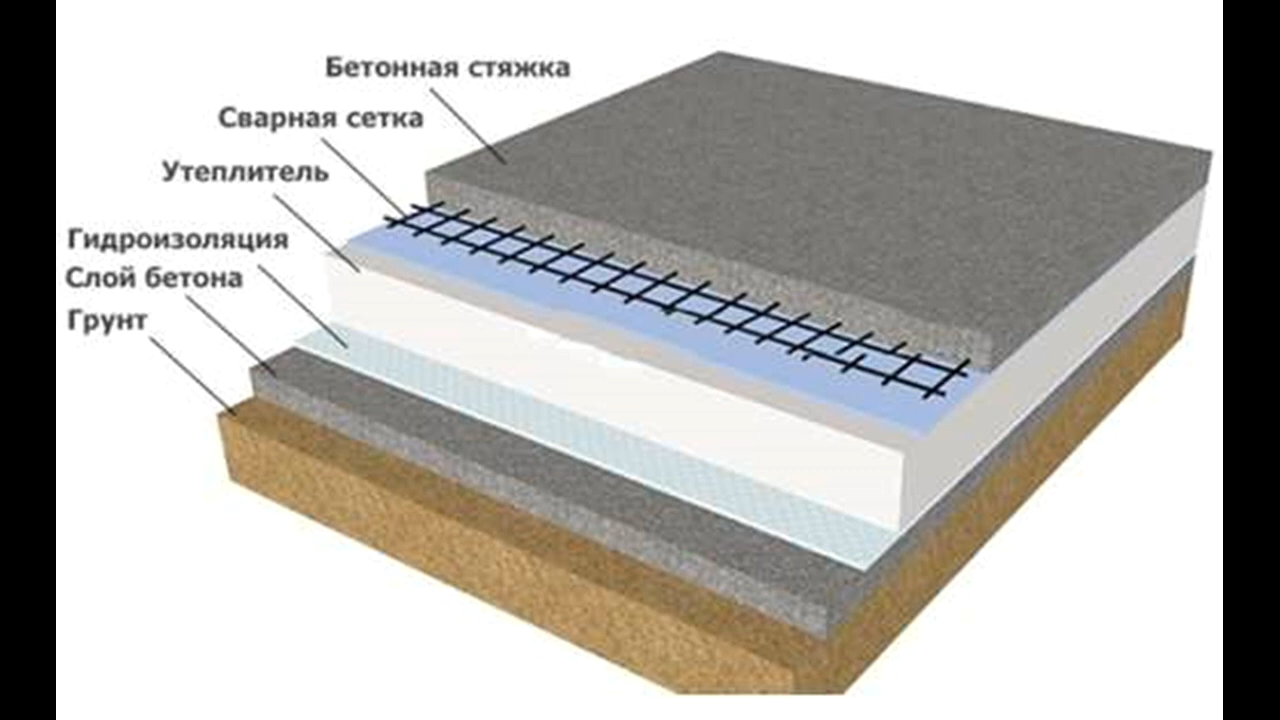 Бетонная стяжка
Сварная сетка
Утеплитель
Гидроизоляция
Слой бетона
Грунт